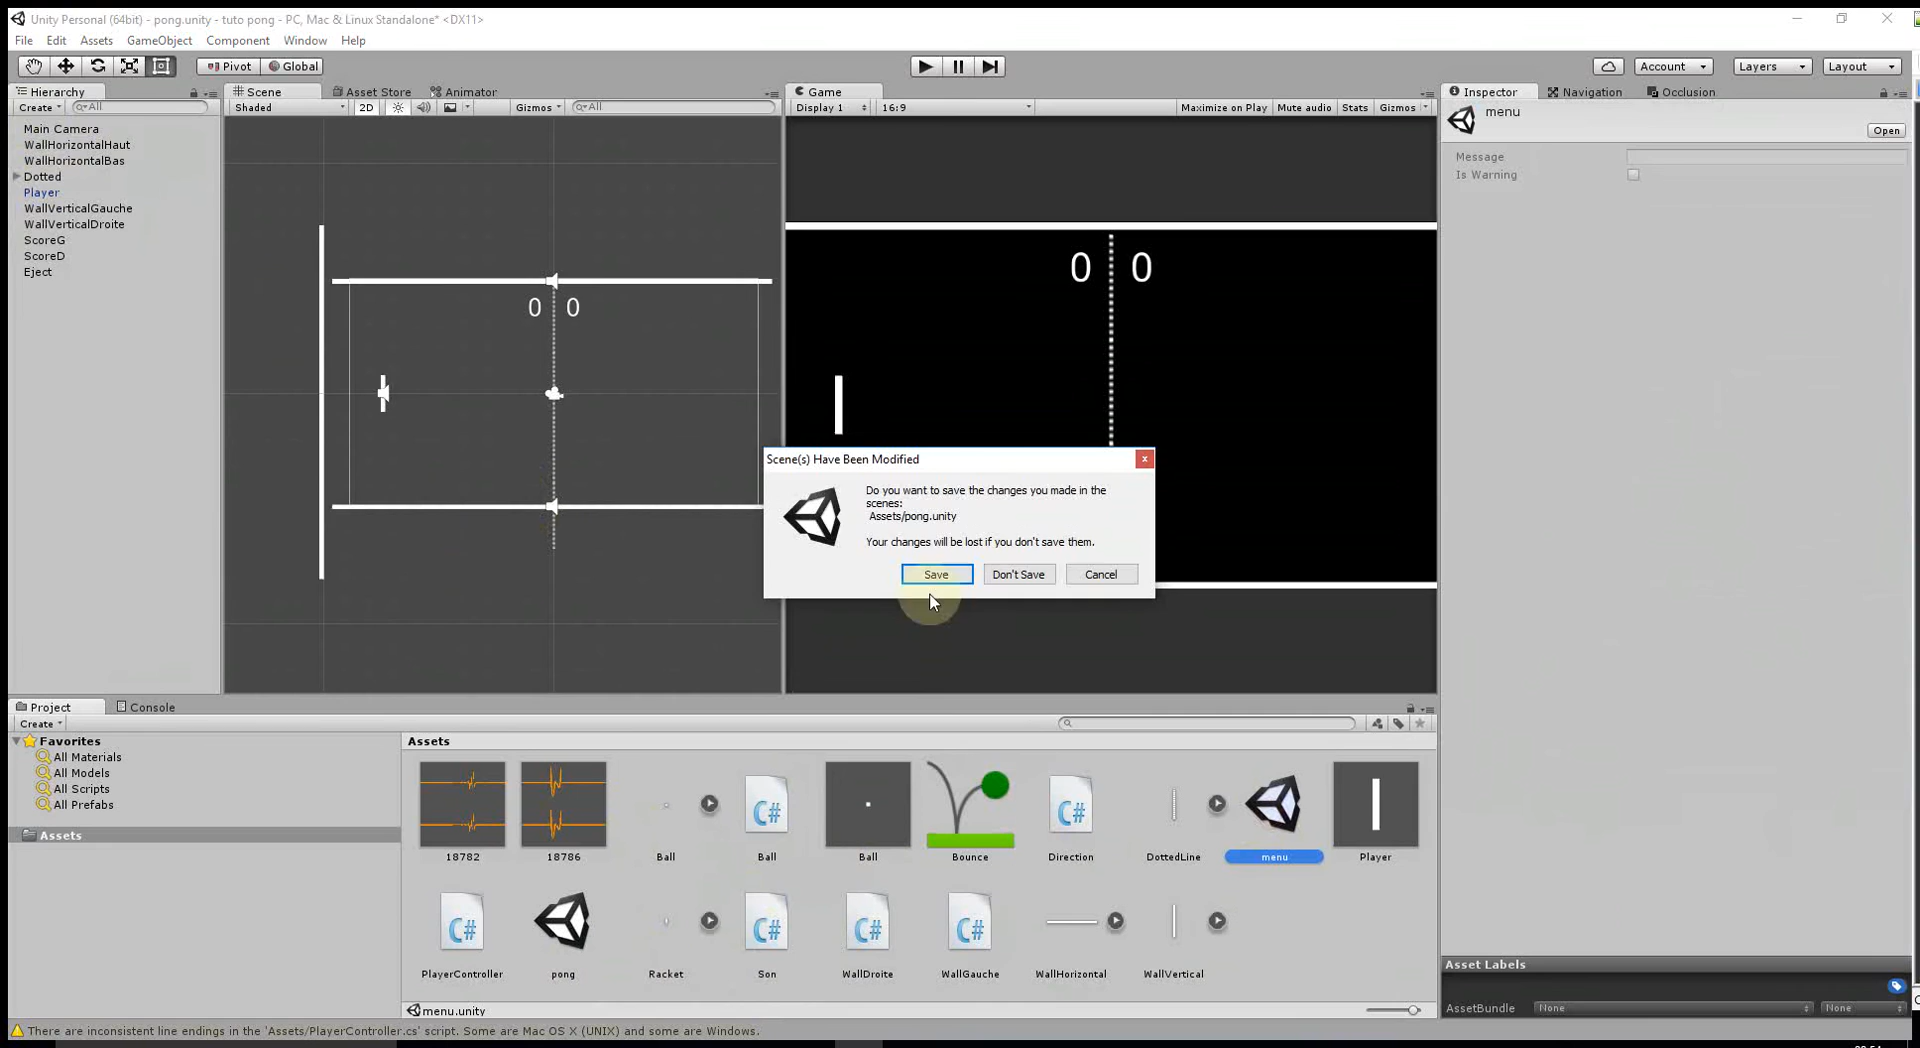 Unity Personal (64bit) - pong.unity - tuto pong - PC, Mac & Linux Standalone* <DX11>
File Edit Assets GameObject Component Window Help
Pivot Global Account Layers Layout
Hierarchy
Create All
Main Camera
WallHorizontalHaut
WallHorizontalBas
Dotted
Player
WallVerticalGauche
WallVerticalDroite
ScoreG
ScoreD
Eject
Scene Asset Store Animator
Shaded 2D Gizmos All
0 0
Game
Display 1 16:9 Maximize on Play Mute audio Stats Gizmos
0 0
Scene(s) Have Been Modified
x
Do you want to save the changes you made in the
scenes:
Assets/pong.unity
Your changes will be lost if you don't save them.
Save Don't Save Cancel
Inspector Navigation Occlusion
menu
Open
Message
Is Warning
Project Console
Create
Favorites
All Materials
All Models
All Scripts
All Prefabs
Assets
Assets
C# C#
18782 18786 Ball Ball Ball Bounce Direction DottedLine menu Player
C# C# C# C#
PlayerController pong Racket Son WallDroite WallGauche WallHorizontal WallVertical
menu.unity
Asset Labels
AssetBundle None None
There are inconsistent line endings in the 'Assets/PlayerController.cs' script. Some are Mac OS X (UNIX) and some are Windows.